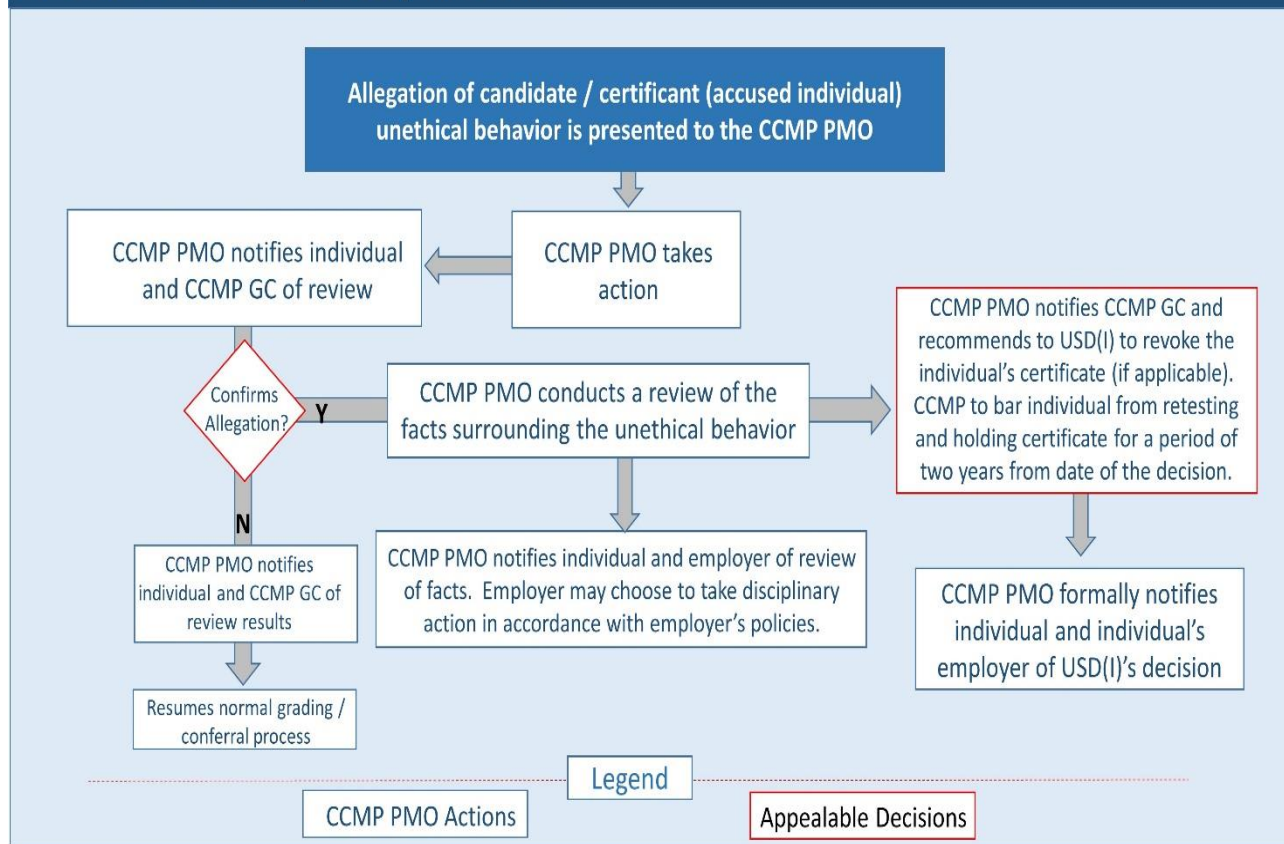 Allegation of candidate / certificant (accused individual)
unethical behavior is presented to the CCMP PMO
CCMP PMO takes
action
CCMP PMO notifies individual
and CCMP GC of review
Confirms
Allegation?
Y
N
CCMP PMO conducts a review of the
facts surrounding the unethical behavior
CCMP PMO notifies CCMP GC and
recommends to USD(I) to revoke the
individual’s certificate (if applicable).
CCMP to bar individual from retesting
and holding certificate for a period of
two years from date of the decision.
CCMP PMO notifies
individual and CCMP GC of
review results
CCMP PMO notifies individual and employer of review
of facts. Employer may choose to take disciplinary
action in accordance with employer’s policies.
CCMP PMO formally notifies
individual and individual’s
employer of USD(I)’s decision
Resumes normal grading /
conferral process
Legend
CCMP PMO Actions
Appealable Decisions